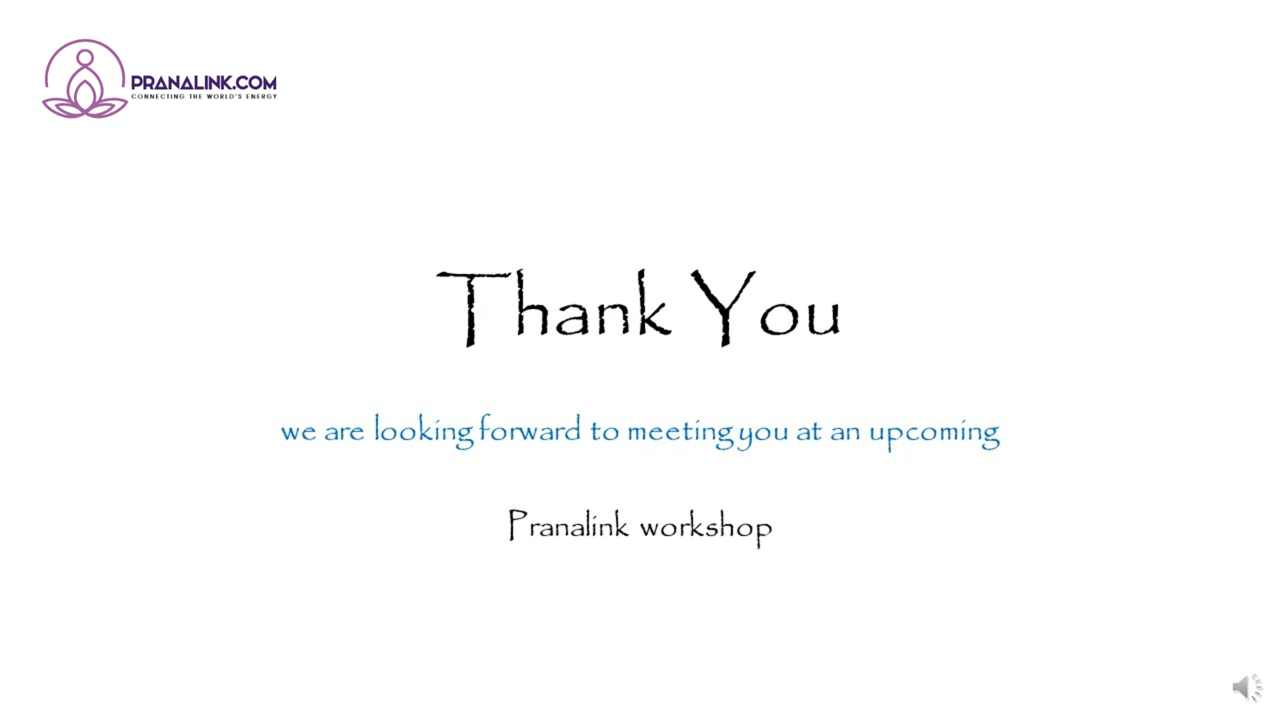 PRANALINK.COM
CONNECTING THE WORLD'S ENERGY
Thank You
we are looking forward to meeting you at an upcoming
Pranalink workshop